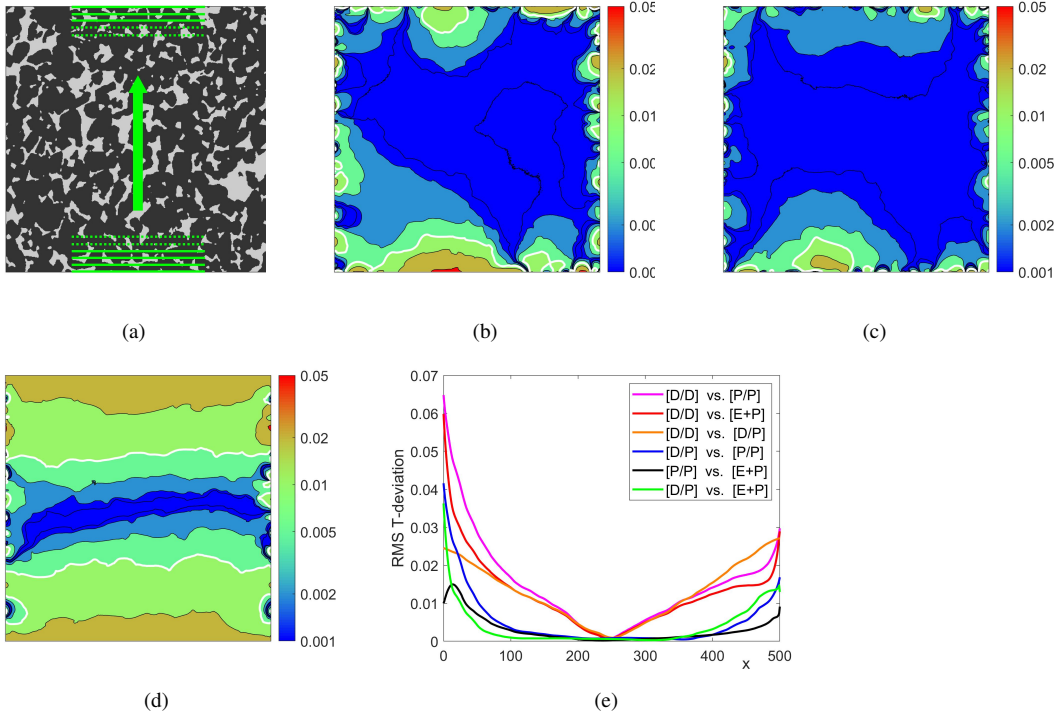 0.05
0.02
0.01
0.00
0.00
0.00
0.05
0.02
0.01
0.005
0.002
0.001
(a)
(b)
(c)
0.05
0.02
0.01
0.005
0.002
0.001
0.07
0.06
0.05
0.04
0.03
0.02
0.01
0
RMS T-deviation
[D/D] vs. [P/P]
[D/D] vs. [E+P]
[D/D] vs. [D/P]
[D/P] vs. [P/P]
[P/P] vs. [E+P]
[D/P] vs. [E+P]
0 100 200 300 400 500
x
(d)
(e)